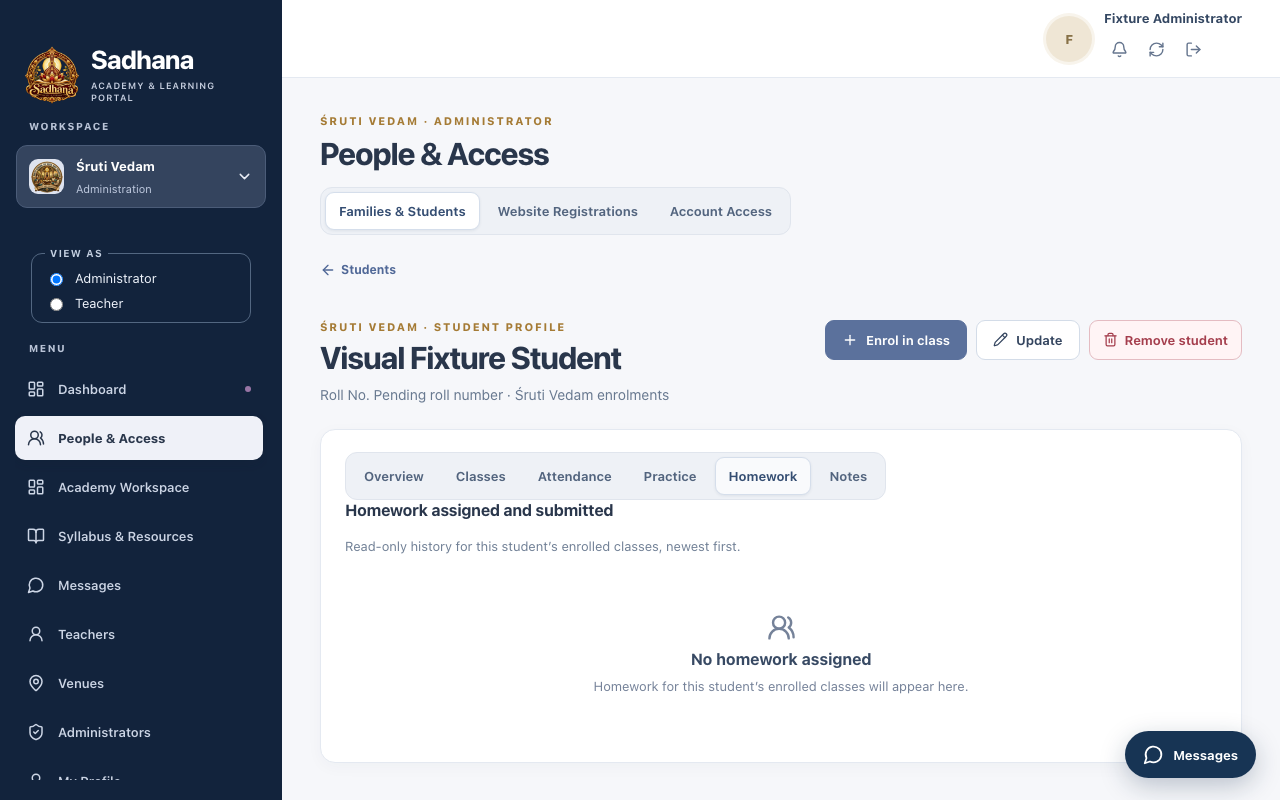 Sadhana
ACADEMY & LEARNING
PORTAL
Sadhana
WORKSPACE
Śruti Vedam
Administration
VIEW AS
Administrator
Teacher
MENU
Dashboard
People & Access
Academy Workspace
Syllabus & Resources
Messages
Teachers
Venues
Administrators
My Profile
F
Fixture Administrator
ŚRUTI VEDAM · ADMINISTRATOR
People & Access
Families & Students
Website Registrations
Account Access
Students
ŚRUTI VEDAM · STUDENT PROFILE
Visual Fixture Student
Roll No. Pending roll number · Śruti Vedam enrolments
Enrol in class
Update
Remove student
Overview
Classes
Attendance
Practice
Homework
Notes
Homework assigned and submitted
Read-only history for this student’s enrolled classes, newest first.
No homework assigned
Homework for this student’s enrolled classes will appear here.
Messages